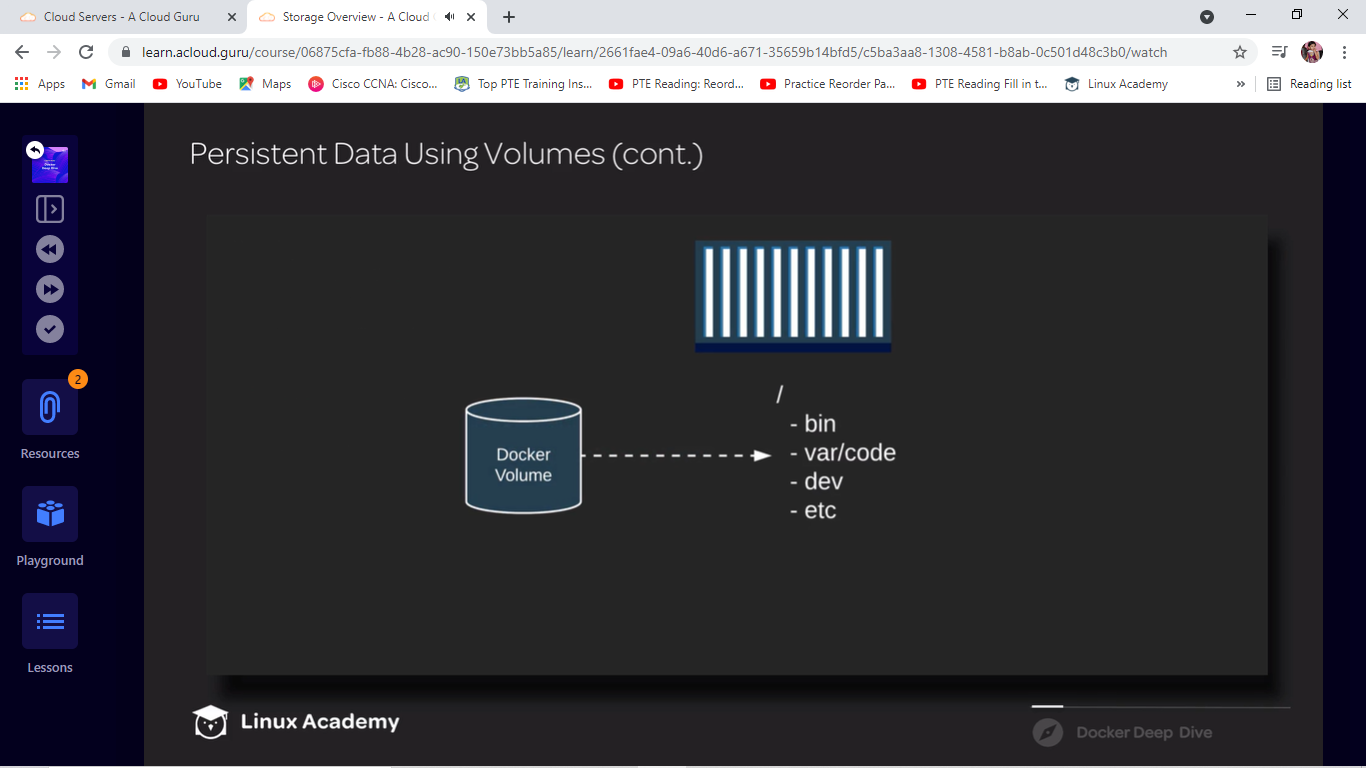 Cloud Servers - A Cloud Guru
Storage Overview - A Cloud
learn.acloud.guru/course/06875cfa-fb88-4b28-ac90-150e73bb5a85/learn/2661fae4-09a6-40d6-a671-35659b14bfd5/c5ba3aa8-1308-4581-b8ab-0c501d48c3b0/watch
Apps Gmail YouTube Maps Cisco CCNA: Cisco... Top PTE Training Ins... PTE Reading: Reord... Practice Reorder Pa... PTE Reading Fill in t... Linux Academy » Reading list
Persistent Data Using Volumes (cont.)
Docker
Deep Dive
2
Resources
Playground
Lessons
Docker
Volume
/
- bin
- var/code
- dev
- etc
Linux Academy
Docker Deep Dive